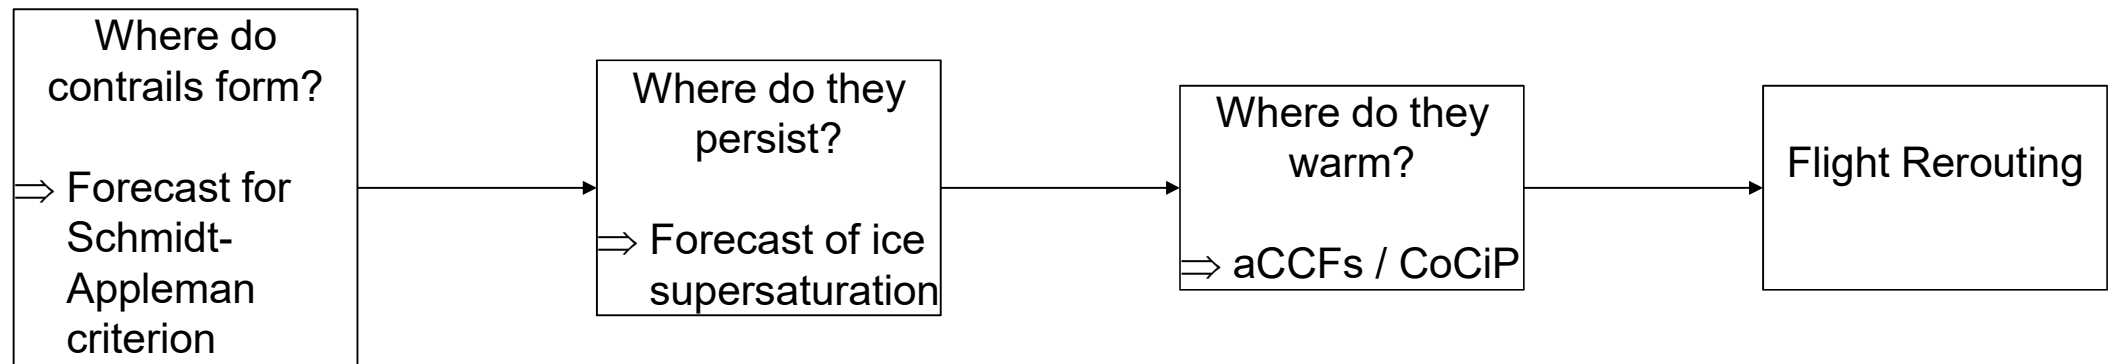 Where do
contrails form?
⇒ Forecast for
Schmidt-
Appleman
criterion
Where do they
persist?
⇒ Forecast of ice
supersaturation
Where do they
warm?
⇒ aCCFs / CoCiP
Flight Rerouting